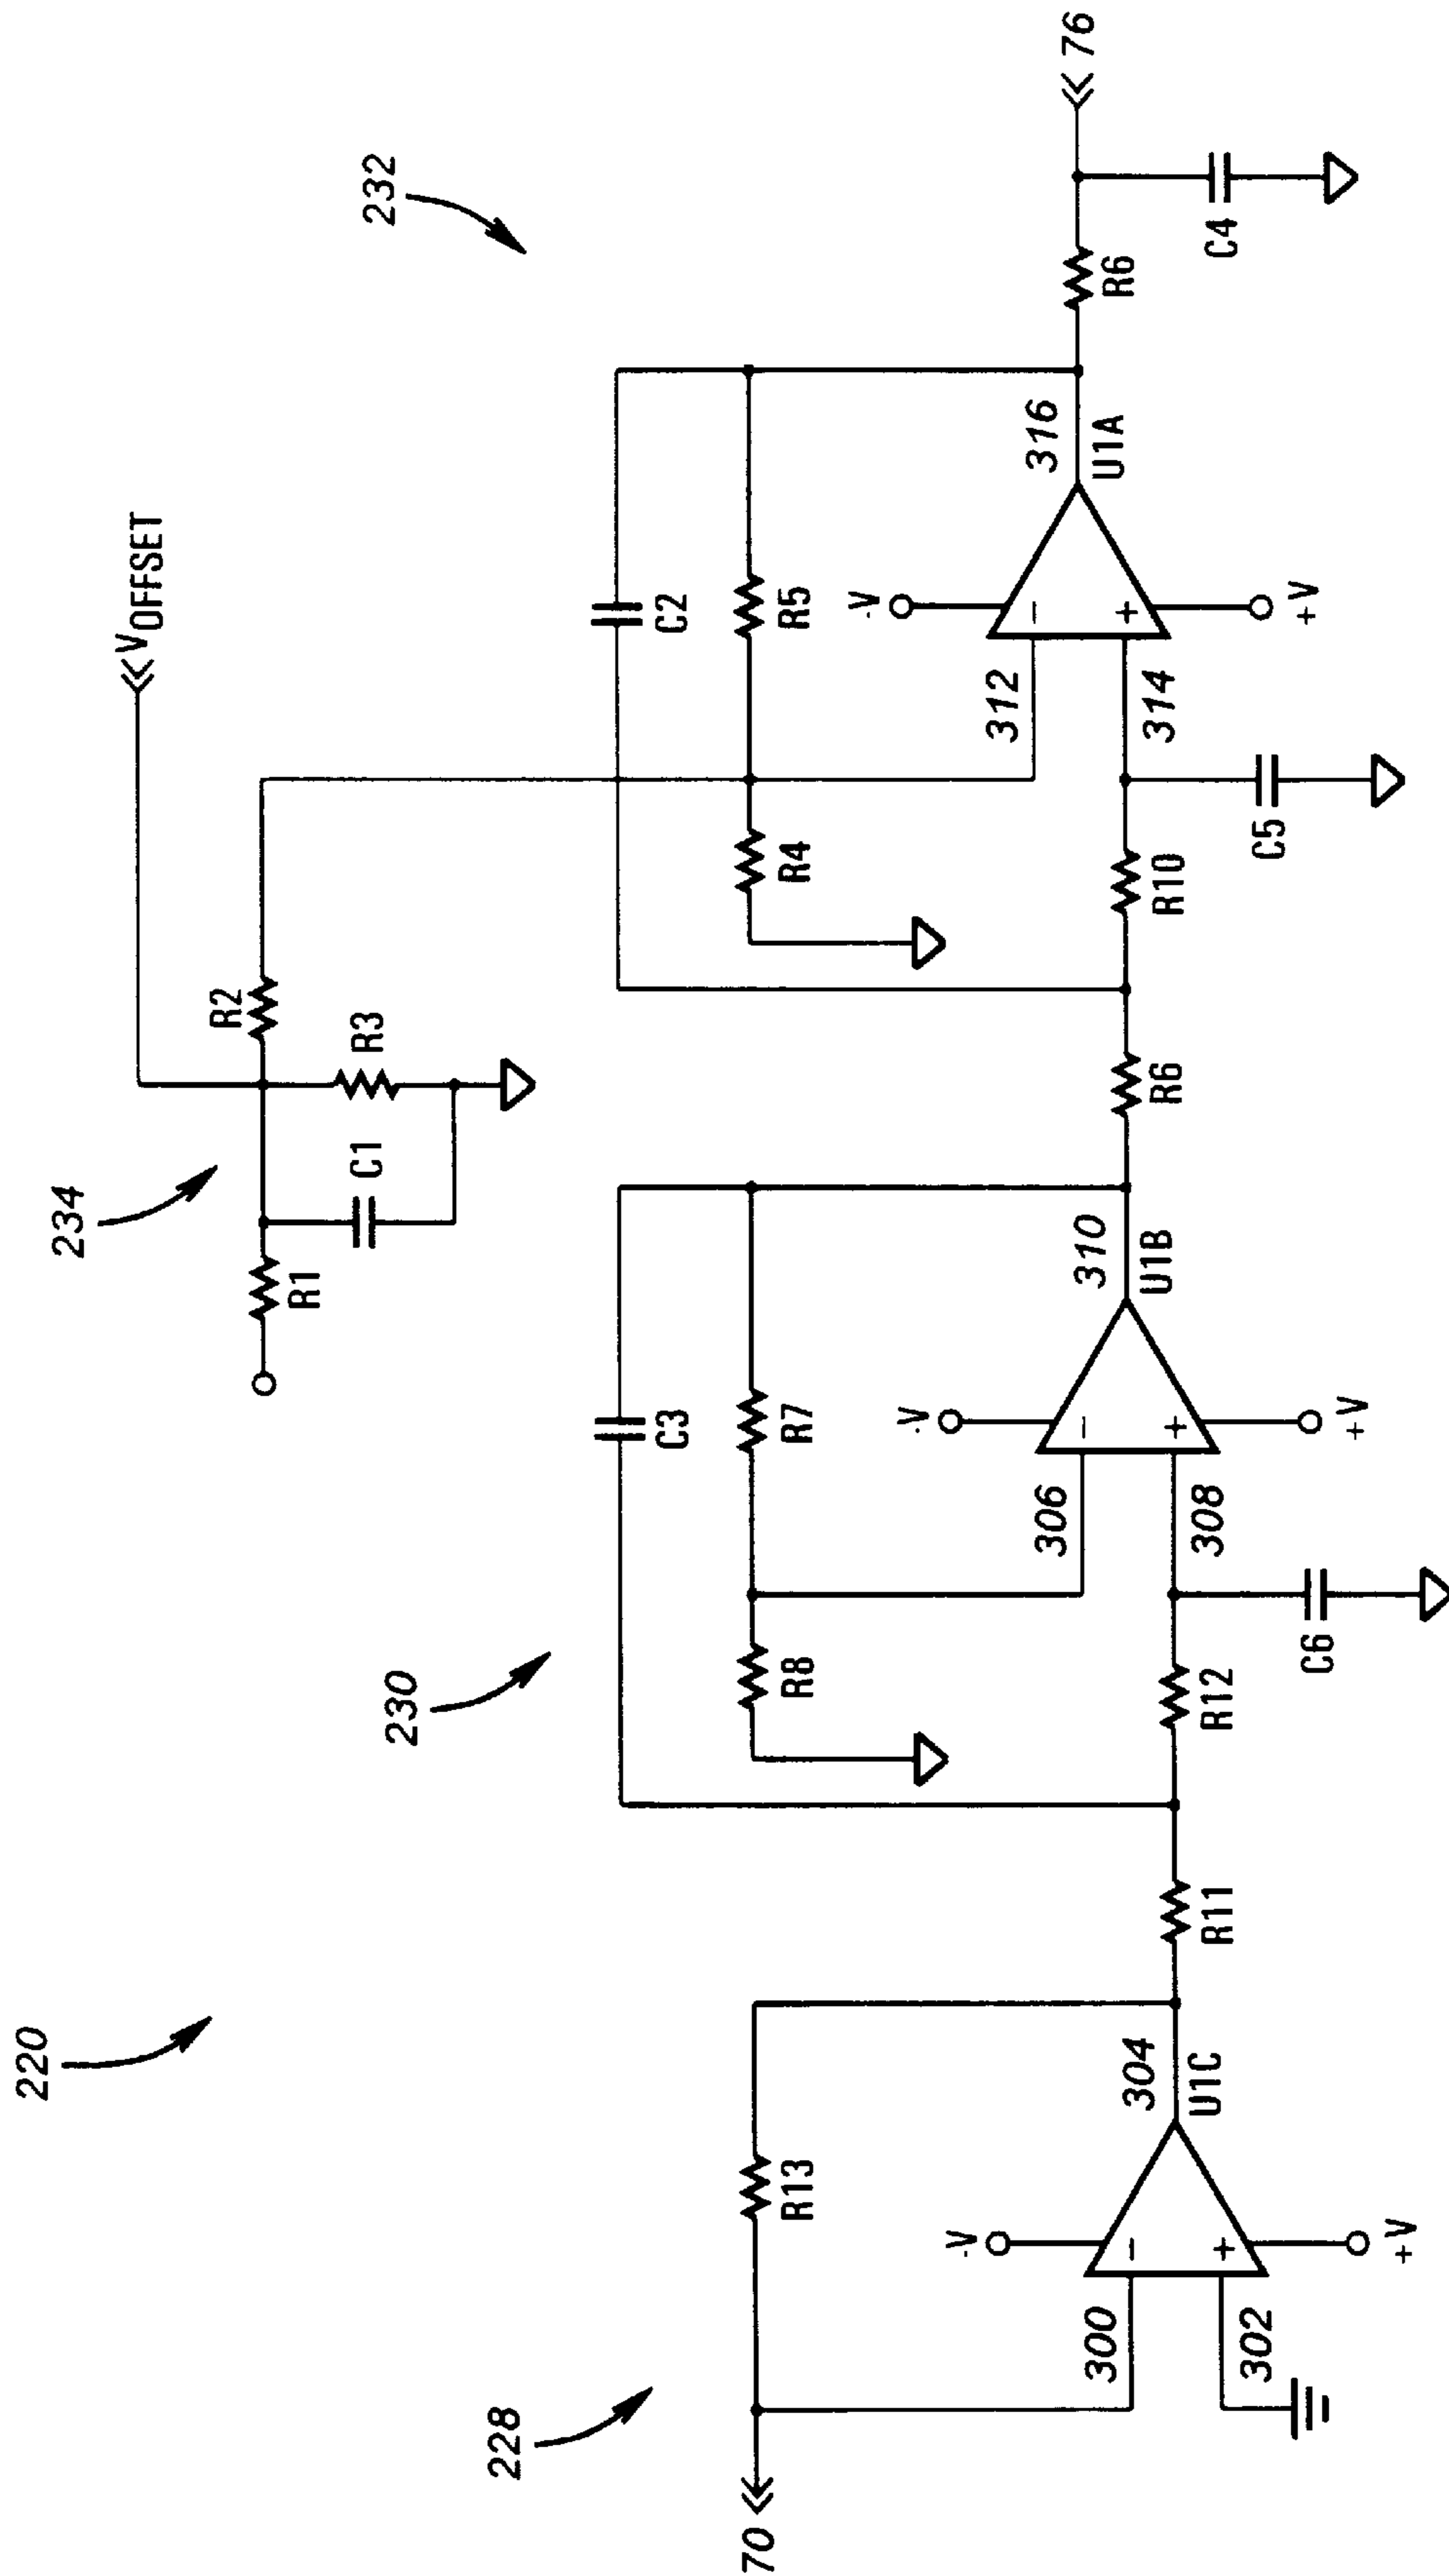 220
234
232
VOFFSET
R2
R1
C1
R3
230
C3
C2
228
R13
R8
R7
R4
R5
-V
-V
-V
70
76
300
304
U1C
306
310
U1B
312
316
U1A
302
308
314
−
+
−
+
−
+
R11
R12
R6
R10
R6
+V
+V
+V
C6
C5
C4